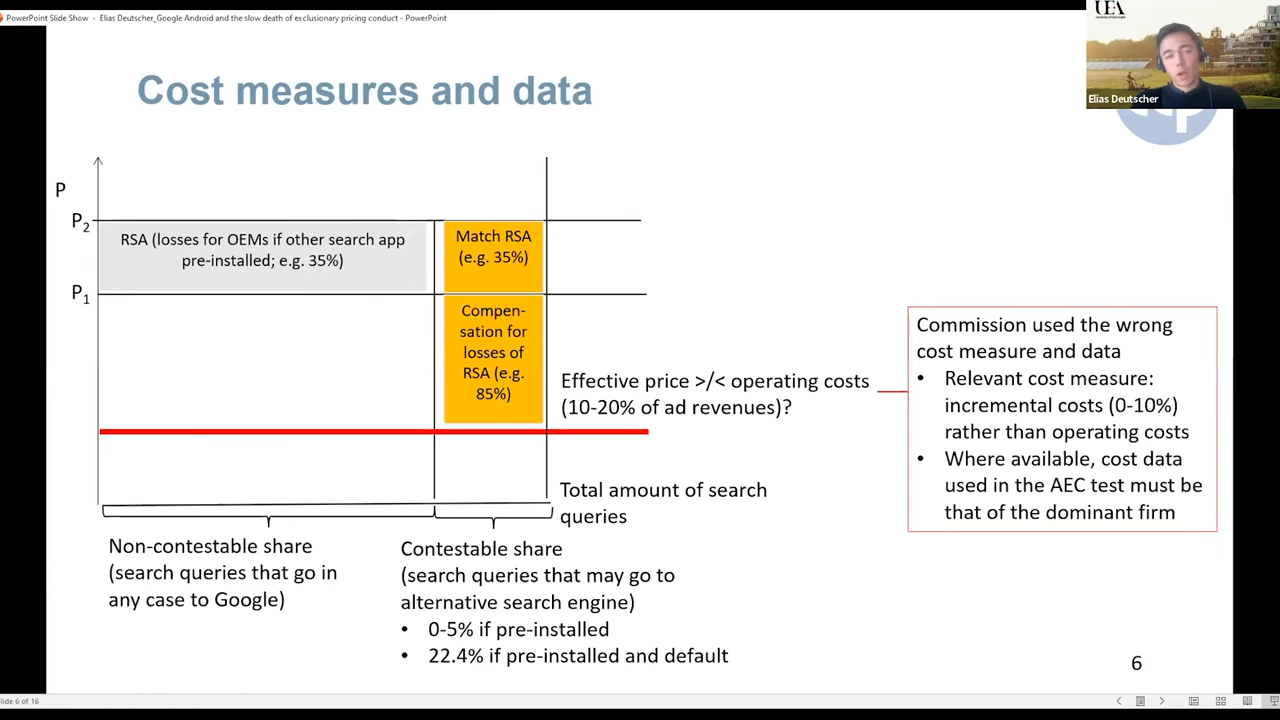 PowerPoint Slide Show - Elias Deutscher_Google Android and the slow death of exclusionary pricing conduct - PowerPoint
UEA
Elias Deutscher
Cost measures and data
P
P2
P1
RSA (losses for OEMs if other search app
pre-installed; e.g. 35%)
Match RSA
(e.g. 35%)
Compen-
sation for
losses of
RSA (e.g.
85%)
Effective price >/< operating costs
(10-20% of ad revenues)?
Commission used the wrong
cost measure and data
• Relevant cost measure:
incremental costs (0-10%)
rather than operating costs
• Where available, cost data
used in the AEC test must be
that of the dominant firm
Total amount of search
queries
Non-contestable share
(search queries that go in
any case to Google)
Contestable share
(search queries that may go to
alternative search engine)
• 0-5% if pre-installed
• 22.4% if pre-installed and default
6
lide 6 of 16